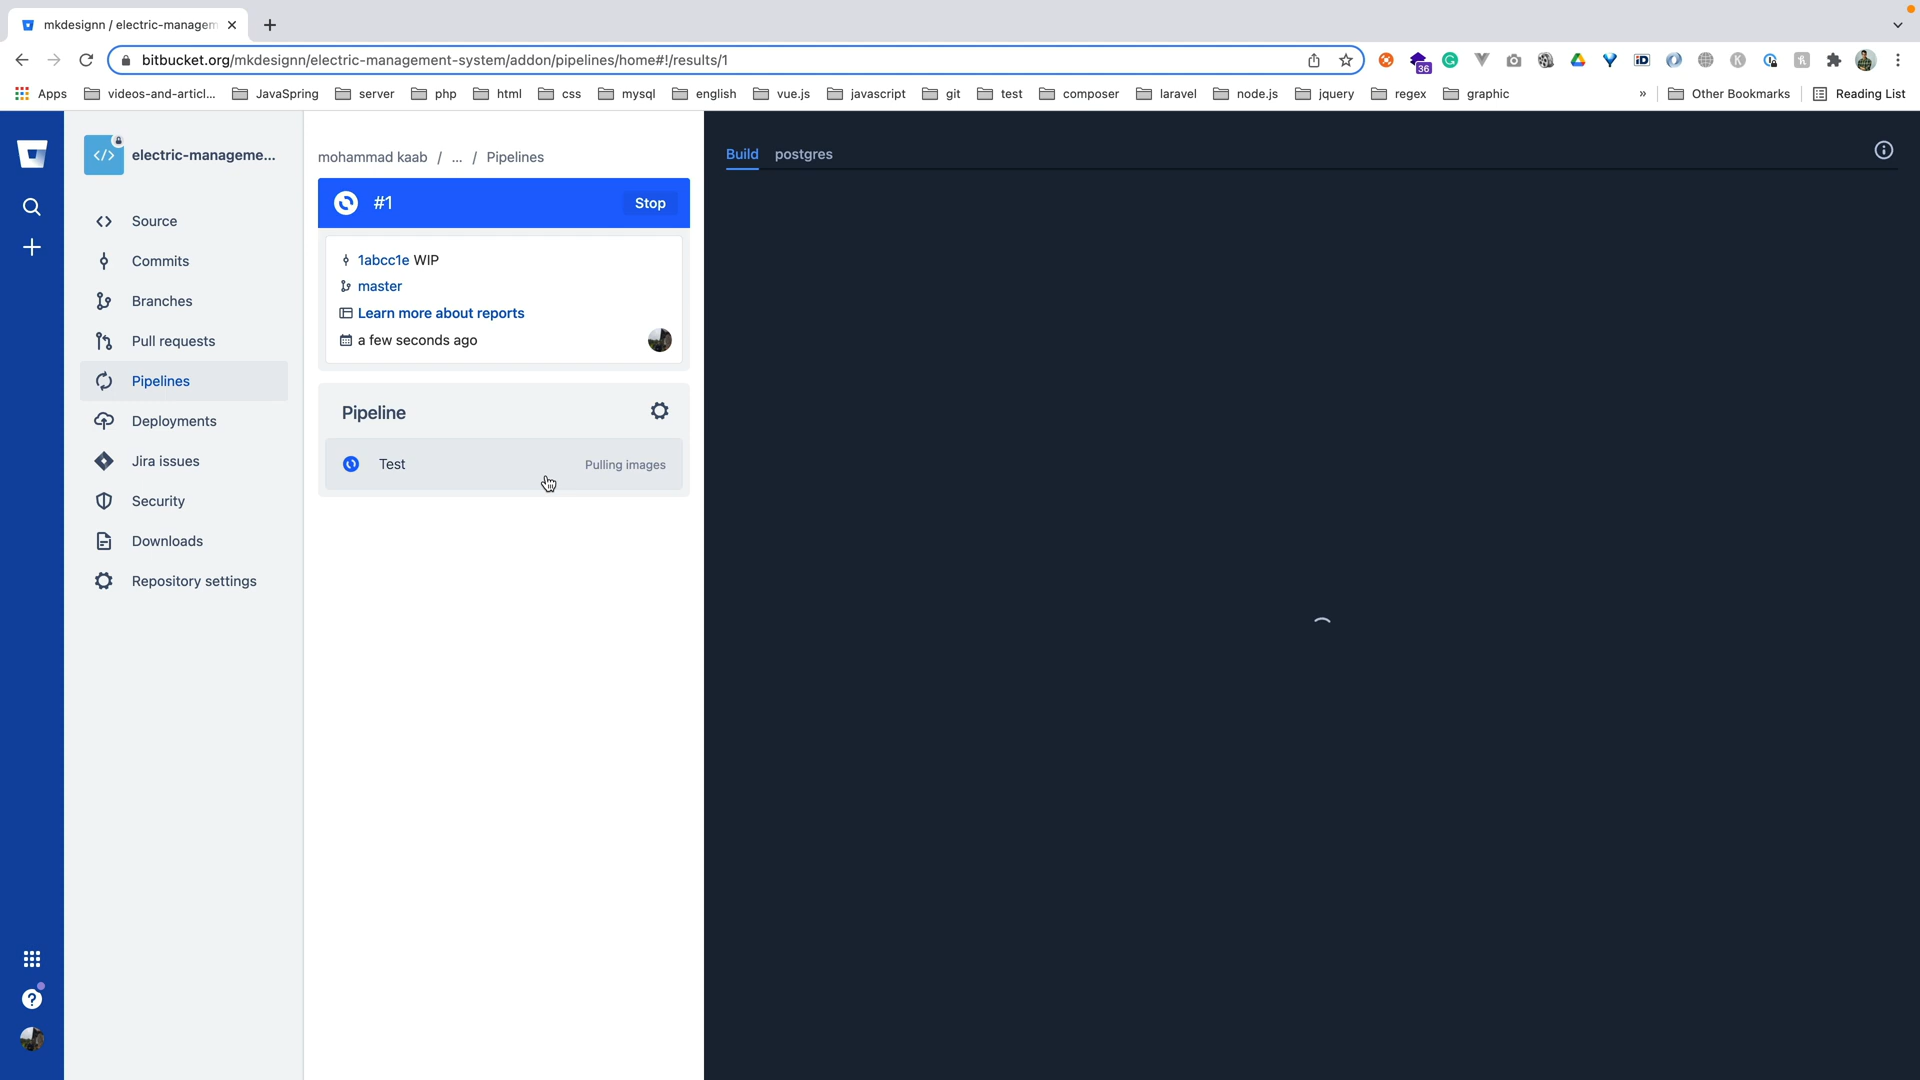 mkdesignn / electric-managem
bitbucket.org/mkdesignn/electric-management-system/addon/pipelines/home#!/results/1
36
Apps videos-and-articl... JavaSpring server php html css mysql english vue.js javascript git test composer laravel node.js jquery regex graphic » Other Bookmarks Reading List
electric-manageme...
Source
Commits
Branches
Pull requests
Pipelines
Deployments
Jira issues
Security
Downloads
Repository settings
mohammad kaab / ... / Pipelines
#1 Stop
1abcc1e WIP
master
Learn more about reports
a few seconds ago
Pipeline
Test Pulling images
Build postgres